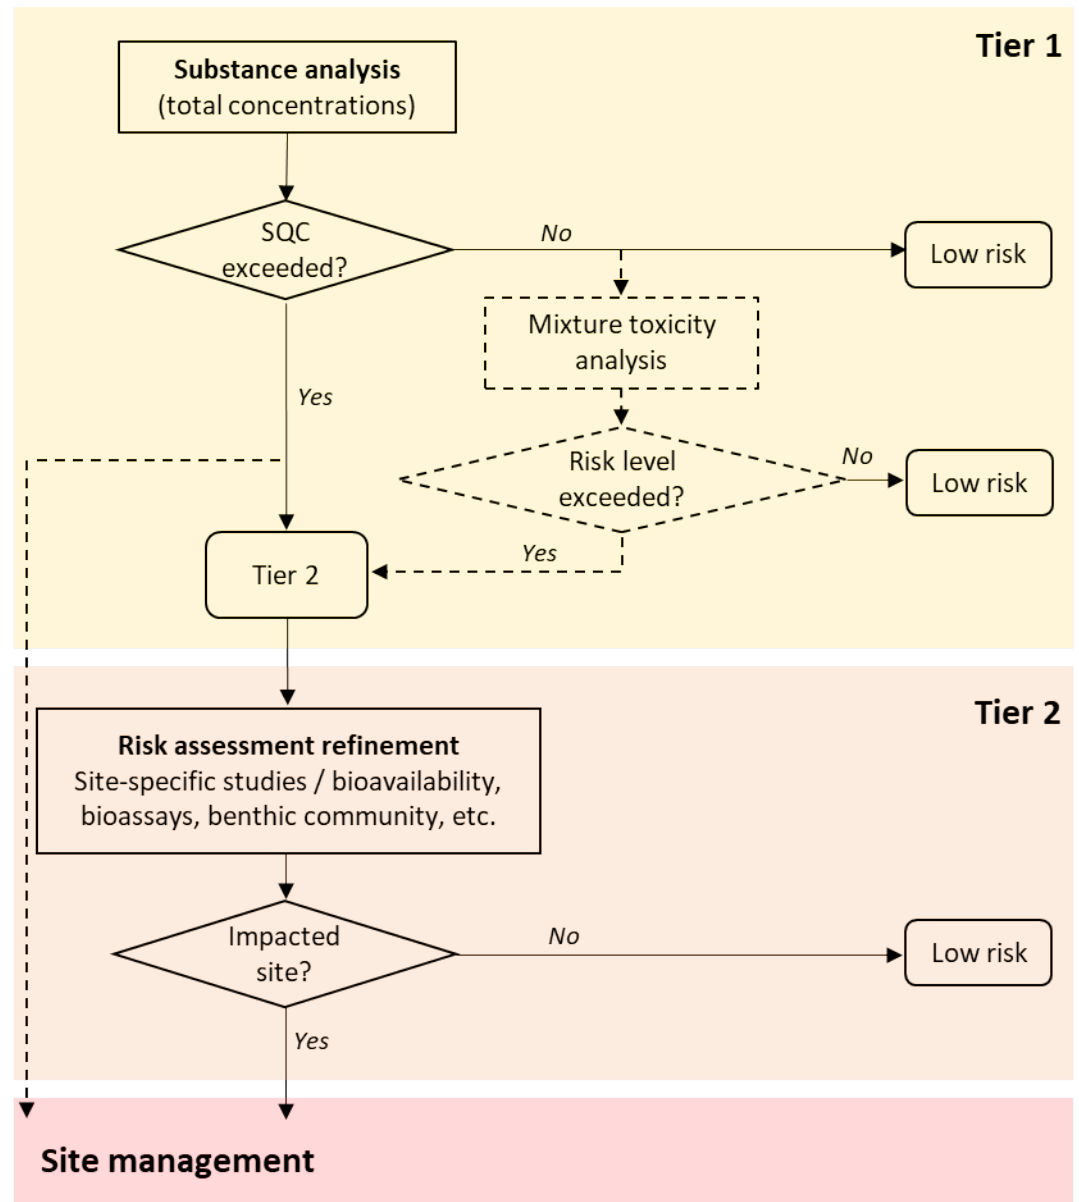 Tier 1
Substance analysis
(total concentrations)
SQC
exceeded?
No
Low risk
Mixture toxicity
analysis
Yes
Risk level
exceeded?
No
Low risk
Yes
Tier 2
Tier 2
Risk assessment refinement
Site-specific studies / bioavailability,
bioassays, benthic community, etc.
Impacted
site?
No
Low risk
Yes
Site management